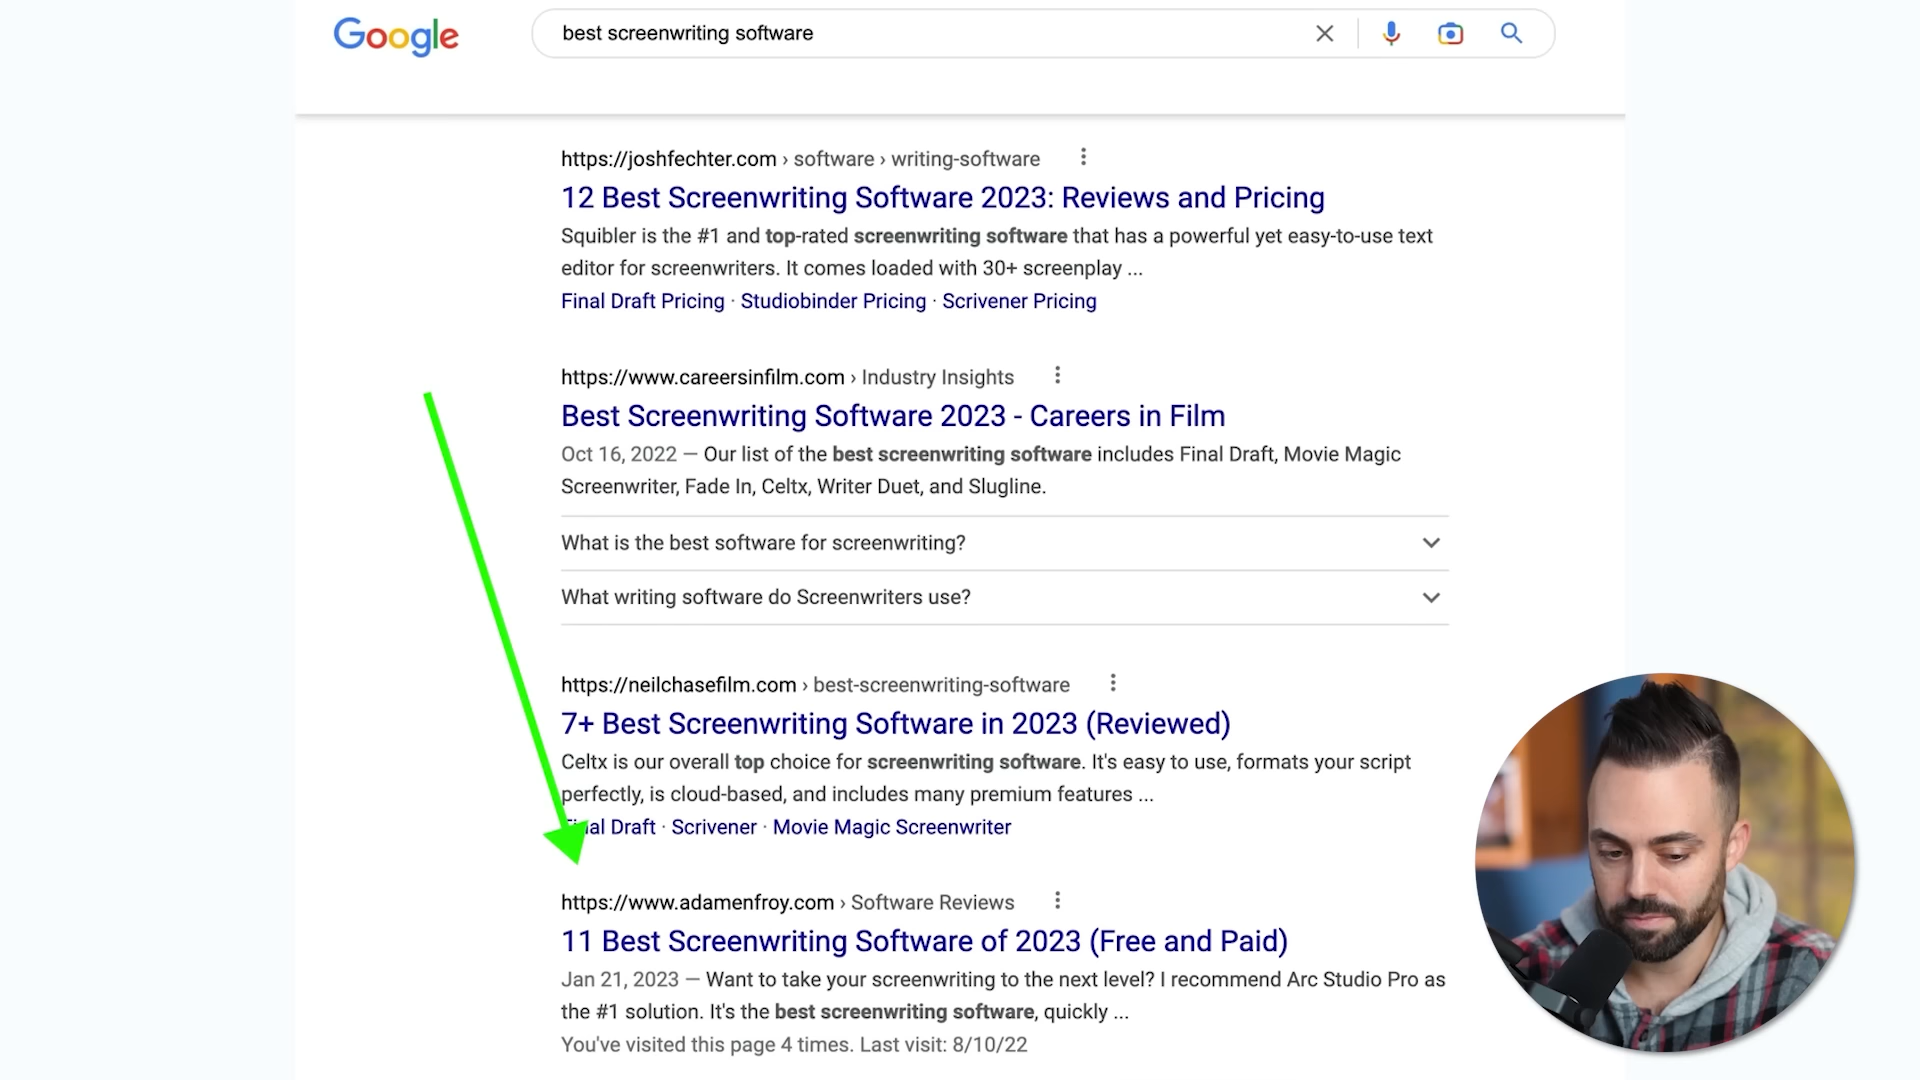 Google
best screenwriting software
https://joshfechter.com › software › writing-software
12 Best Screenwriting Software 2023: Reviews and Pricing
Squibler is the #1 and top-rated screenwriting software that has a powerful yet easy-to-use text
editor for screenwriters. It comes loaded with 30+ screenplay ...
Final Draft Pricing · Studiobinder Pricing · Scrivener Pricing
https://www.careersinfilm.com › Industry Insights
Best Screenwriting Software 2023 - Careers in Film
Oct 16, 2022 — Our list of the best screenwriting software includes Final Draft, Movie Magic
Screenwriter, Fade In, Celtx, Writer Duet, and Slugline.
What is the best software for screenwriting?
What writing software do Screenwriters use?
https://neilchasefilm.com › best-screenwriting-software
7+ Best Screenwriting Software in 2023 (Reviewed)
Celtx is our overall top choice for screenwriting software. It's easy to use, formats your script
perfectly, is cloud-based, and includes many premium features ...
Final Draft · Scrivener · Movie Magic Screenwriter
https://www.adamenfroy.com › Software Reviews
11 Best Screenwriting Software of 2023 (Free and Paid)
Jan 21, 2023 — Want to take your screenwriting to the next level? I recommend Arc Studio Pro as
the #1 solution. It's the best screenwriting software, quickly ...
You've visited this page 4 times. Last visit: 8/10/22